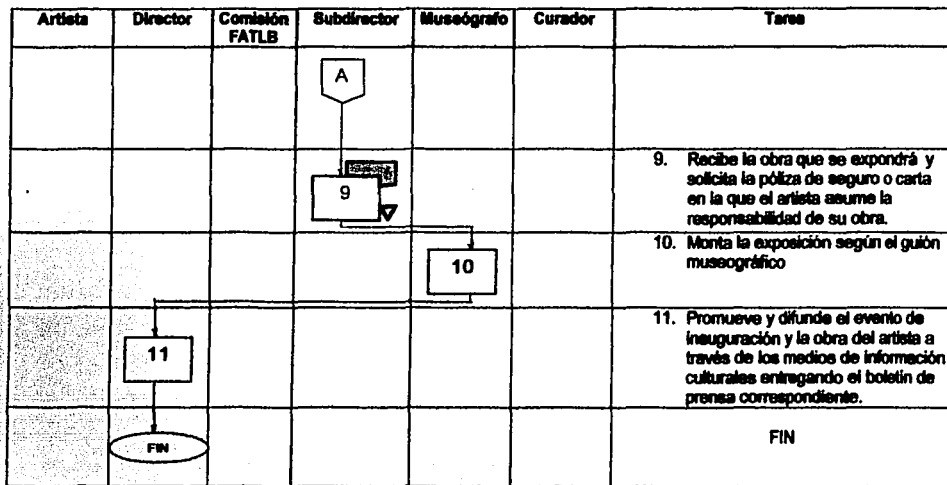 Artista Director Comisión Subdirector Museógrafo Curador Tarea
FATLB
A
9
9. Recibe la obra que se expondrá y
solicita la póliza de seguro o carta
en la que el artista asume la
responsabilidad de su obra.
10
10. Monta la exposición según el guión
museográfico
11
11. Promueve y difunde el evento de
inauguración y la obra del artista a
través de los medios de información
culturales entregando el boletín de
prensa correspondiente.
FIN
FIN